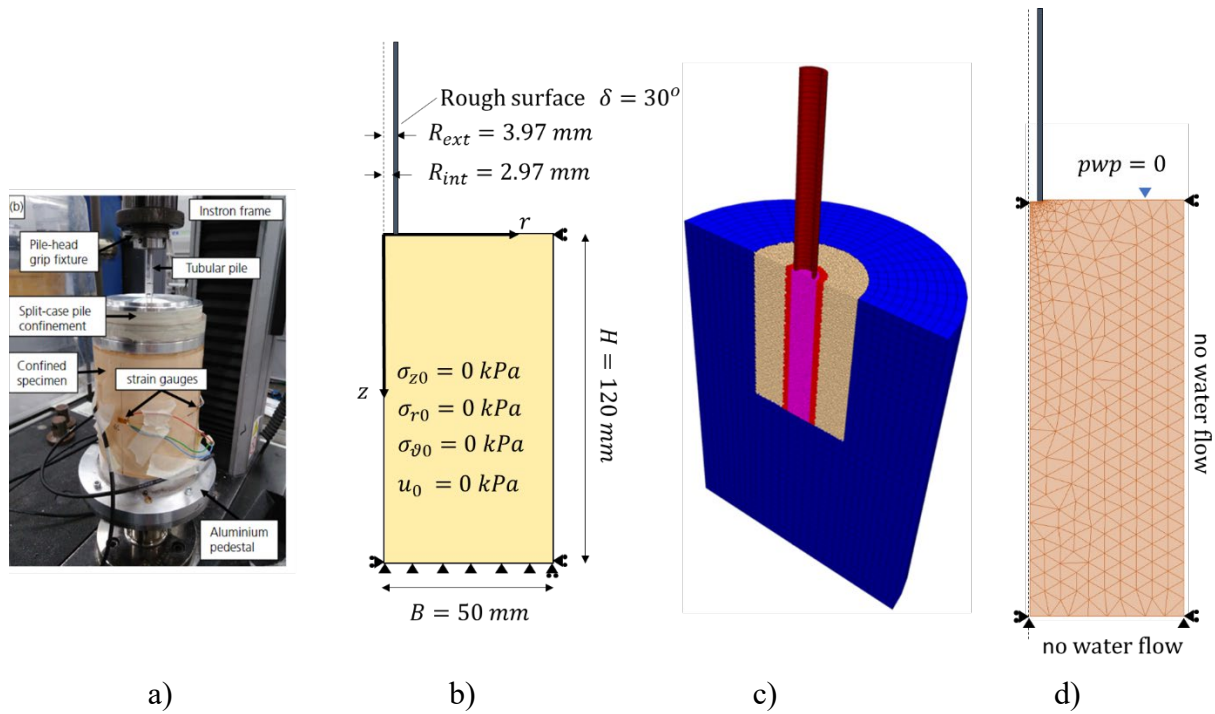 (b)
Instron frame
Pile-head
grip fixture
Tubular pile
Split-case pile
confinement
Confined
specimen
strain gauges
Aluminium
pedestal
a)
Rough surface δ = 30°
R_ext = 3.97 mm
R_int = 2.97 mm
r
z
σ_z0 = 0 kPa
σ_r0 = 0 kPa
σ_ϑ0 = 0 kPa
u_0 = 0 kPa
H = 120 mm
B = 50 mm
b)
c)
pwp = 0
no water flow
no water flow
d)